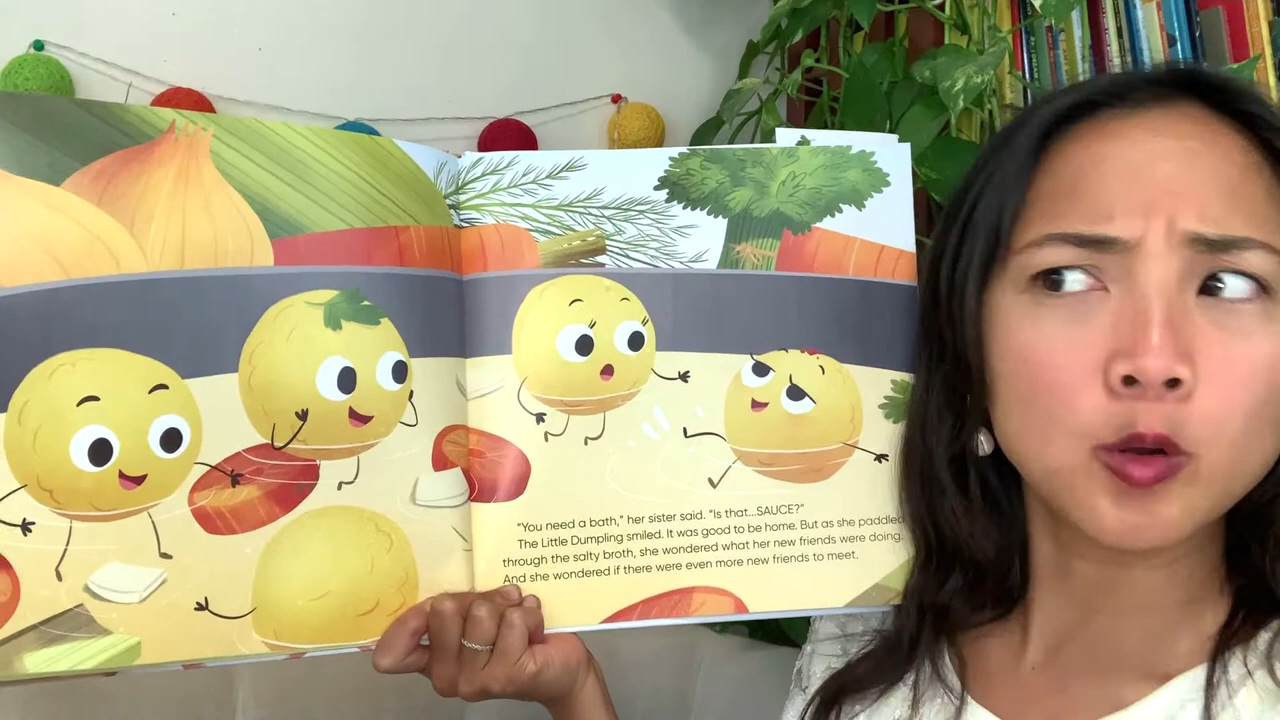 "You need a bath," her sister said. "Is that...SAUCE?"
The Little Dumpling smiled. It was good to be home. But as she paddled
through the salty broth, she wondered what her new friends were doing.
And she wondered if there were even more new friends to meet.